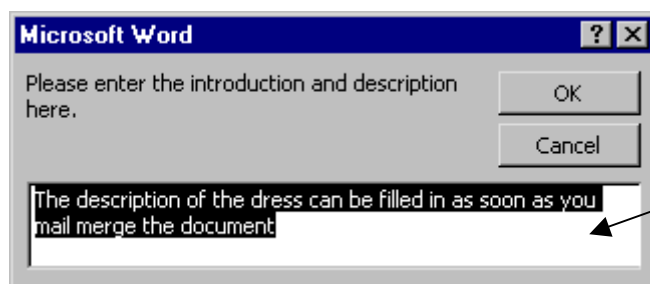 Microsoft Word
Please enter the introduction and description
here.
OK
Cancel
The description of the dress can be filled in as soon as you
mail merge the document